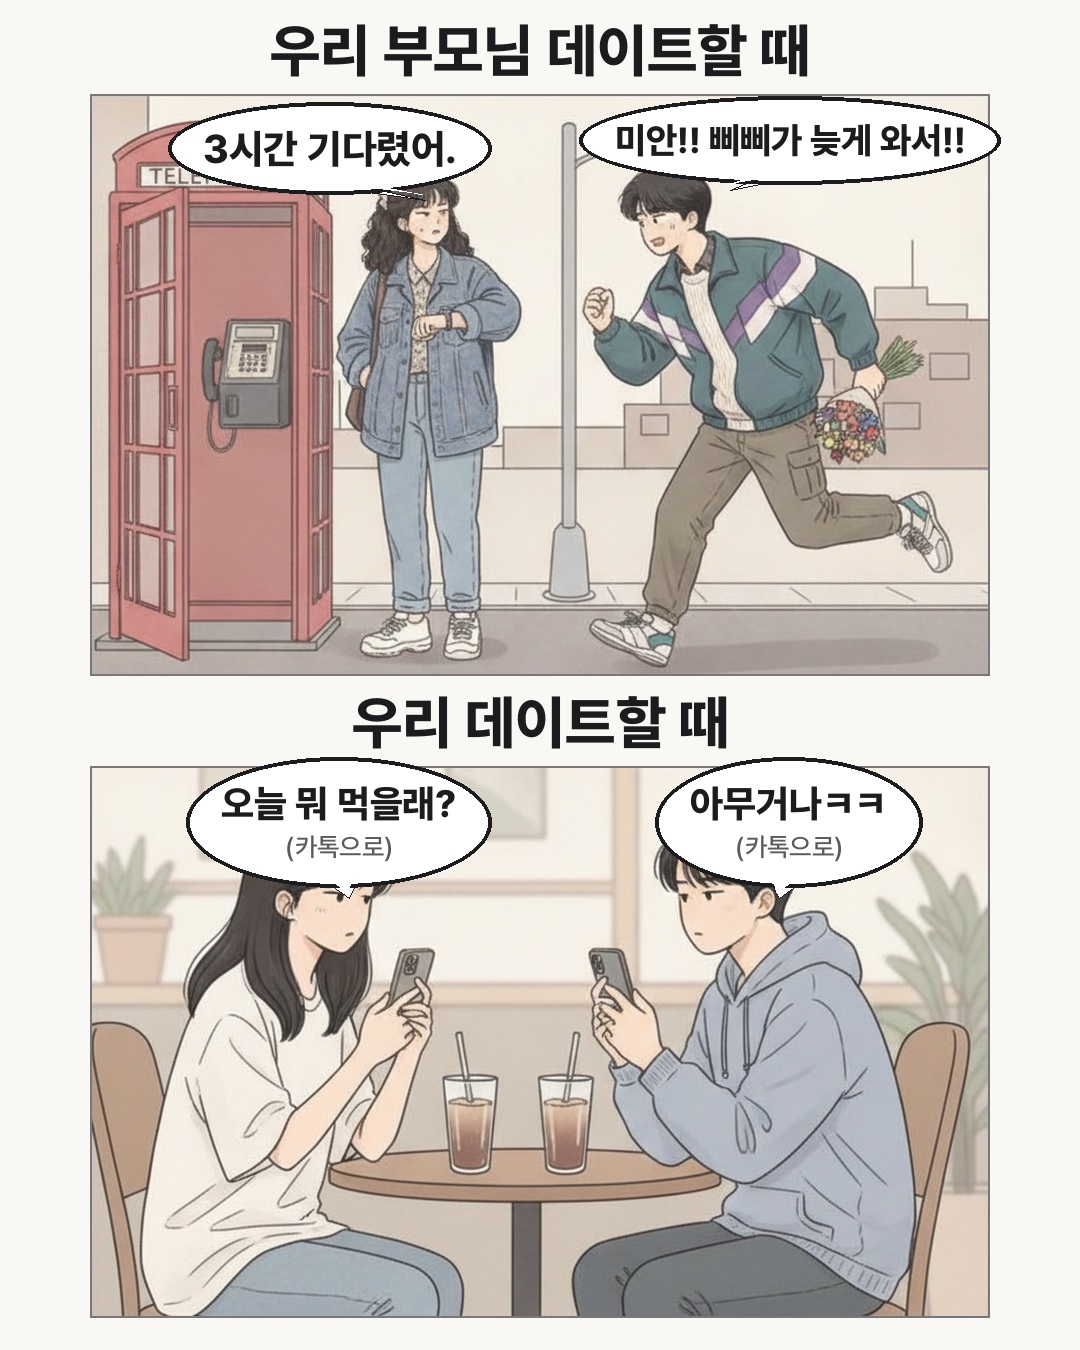 우리 부모님 데이트할 때
3시간 기다렸어.
미안!! 삐삐가 늦게 와서!!
우리 데이트할 때
오늘 뭐 먹을래?
(카톡으로)
아무거나ㅋㅋ
(카톡으로)